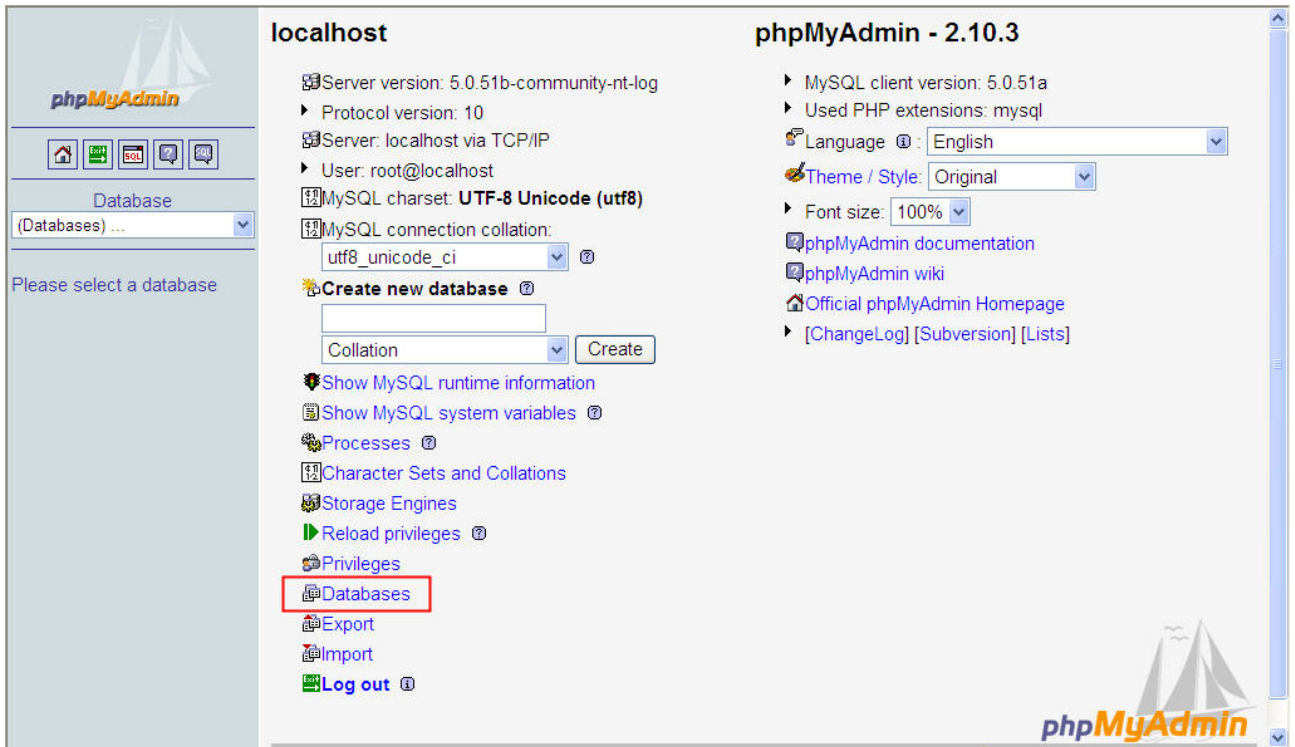 phpMyAdmin
SQL
SQL
Database
(Databases) ...
Please select a database
localhost
Server version: 5.0.51b-community-nt-log
Protocol version: 10
Server: localhost via TCP/IP
User: root@localhost
MySQL charset: UTF-8 Unicode (utf8)
MySQL connection collation:
utf8_unicode_ci
Create new database
Collation
Create
Show MySQL runtime information
Show MySQL system variables
Processes
Character Sets and Collations
Storage Engines
Reload privileges
Privileges
Databases
Export
Import
Log out
phpMyAdmin - 2.10.3
MySQL client version: 5.0.51a
Used PHP extensions: mysql
Language : English
Theme / Style: Original
Font size: 100%
phpMyAdmin documentation
phpMyAdmin wiki
Official phpMyAdmin Homepage
[ChangeLog] [Subversion] [Lists]
phpMyAdmin